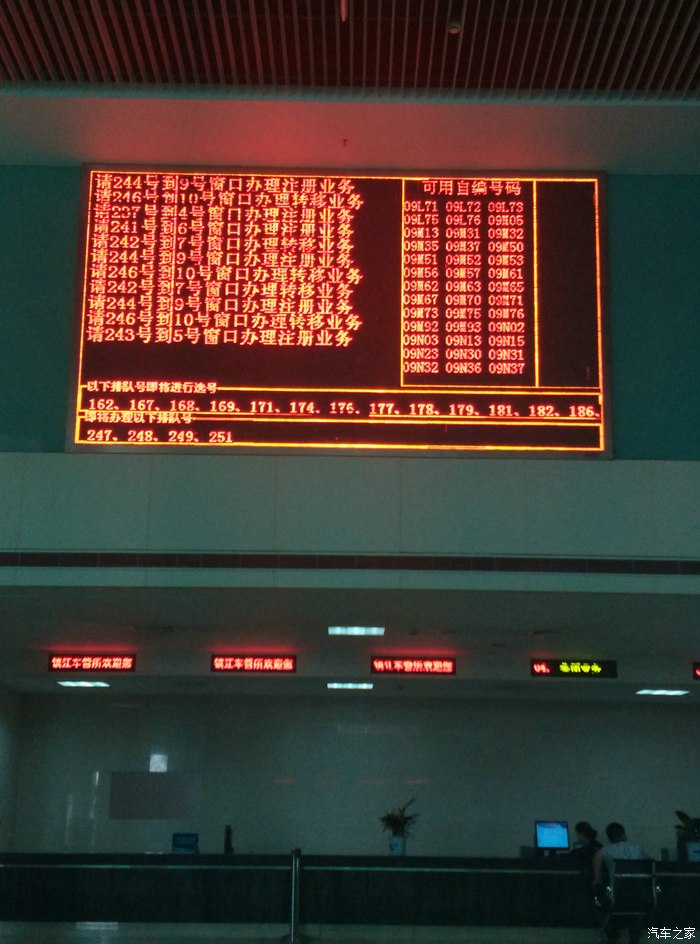 请244号到9号窗口办理注册业务
请246号到10号窗口办理转移业务
请237号到4号窗口办理注册业务
请241号到6号窗口办理注册业务
请242号到7号窗口办理转移业务
请244号到9号窗口办理注册业务
请246号到10号窗口办理转移业务
请242号到7号窗口办理转移业务
请244号到9号窗口办理注册业务
请246号到10号窗口办理转移业务
请243号到5号窗口办理注册业务
可用自编号码
09L71 09L72 09L73
09L75 09L76 09M05
09M13 09M31 09M32
09M35 09M37 09M50
09M51 09M52 09M53
09M56 09M57 09M61
09M62 09M63 09M65
09M67 09M70 09M71
09M73 09M75 09M76
09M92 09M93 09N02
09N03 09N13 09N15
09N23 09N30 09N31
09N32 09N36 09N37
以下排队号即将进行选号
162、167、168、169、171、174、176、177、178、179、181、182、186、
即将办理以下排队号
247、248、249、251
镇江车管所欢迎您
镇江车管所欢迎您
镇江车管所欢迎您
04、
汽车之家